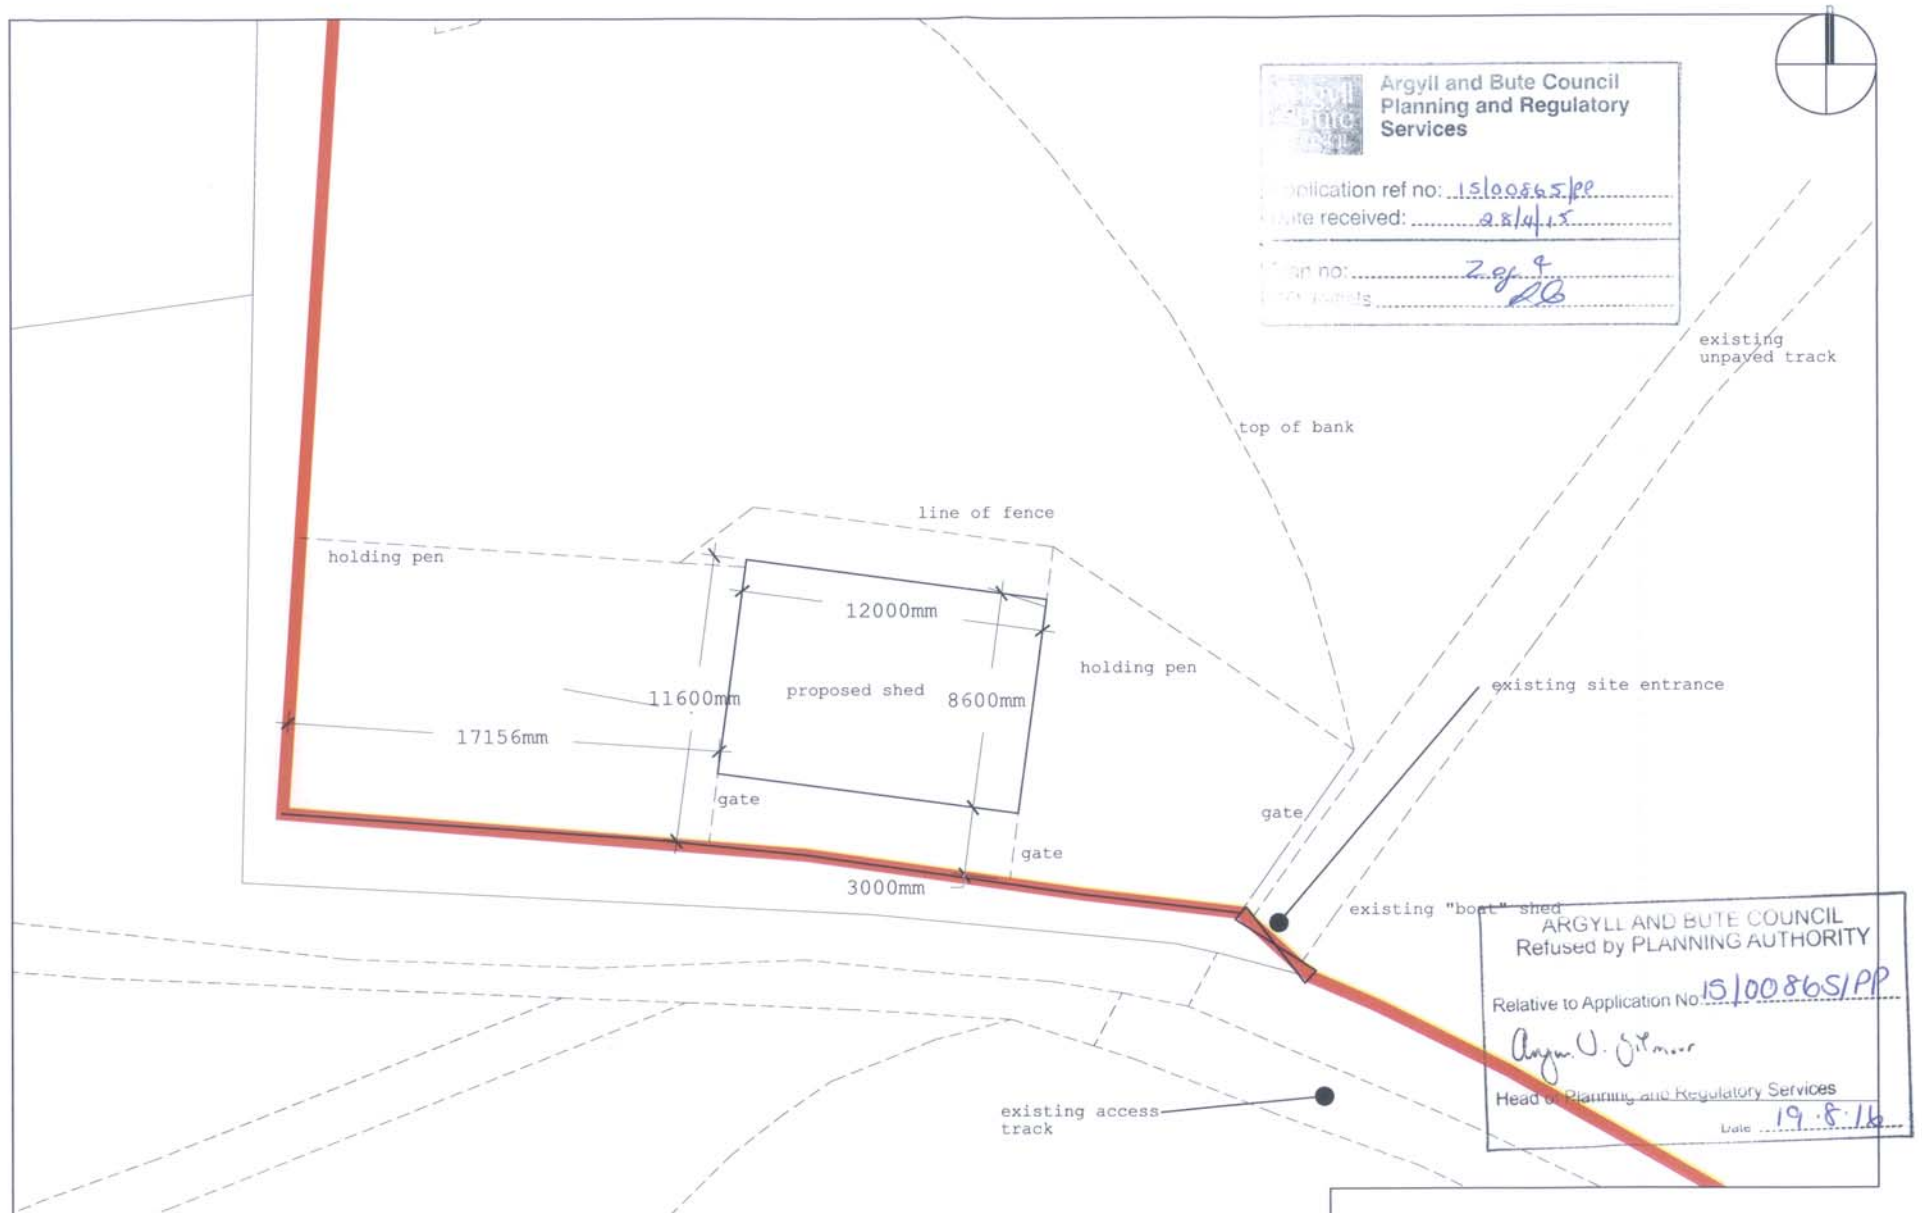 Argyll and Bute Council
Planning and Regulatory
Services
ref no: 15/00865/PP
received: 28/4/15
no: 2 of 4
existing
unpaved track
top of bank
line of fence
holding pen
12000mm
holding pen
proposed shed
11600mm
8600mm
existing site entrance
17156mm
gate
gate
gate
3000mm
existing "boat" shed
ARGYLL AND BUTE COUNCIL
Refused by PLANNING AUTHORITY
Relative to Application No. 15/00865/PP
Head of Planning and Regulatory Services
Date 19.8.16
existing access
track